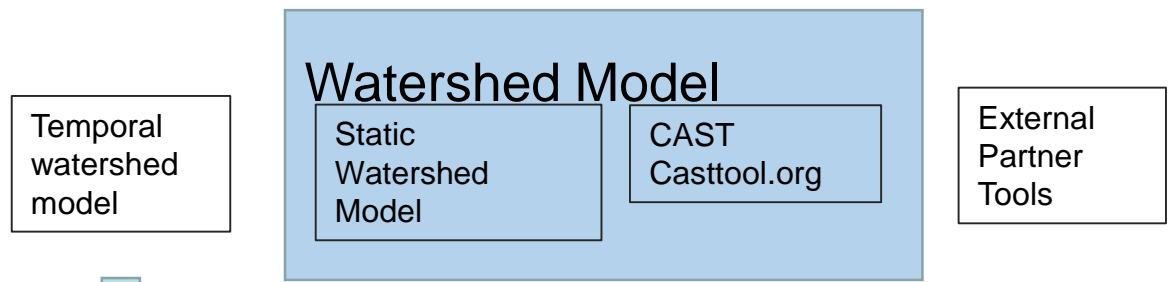 Watershed Model
Temporal
watershed
model
Static
Watershed
Model
CAST
Casttool.org
External
Partner
Tools